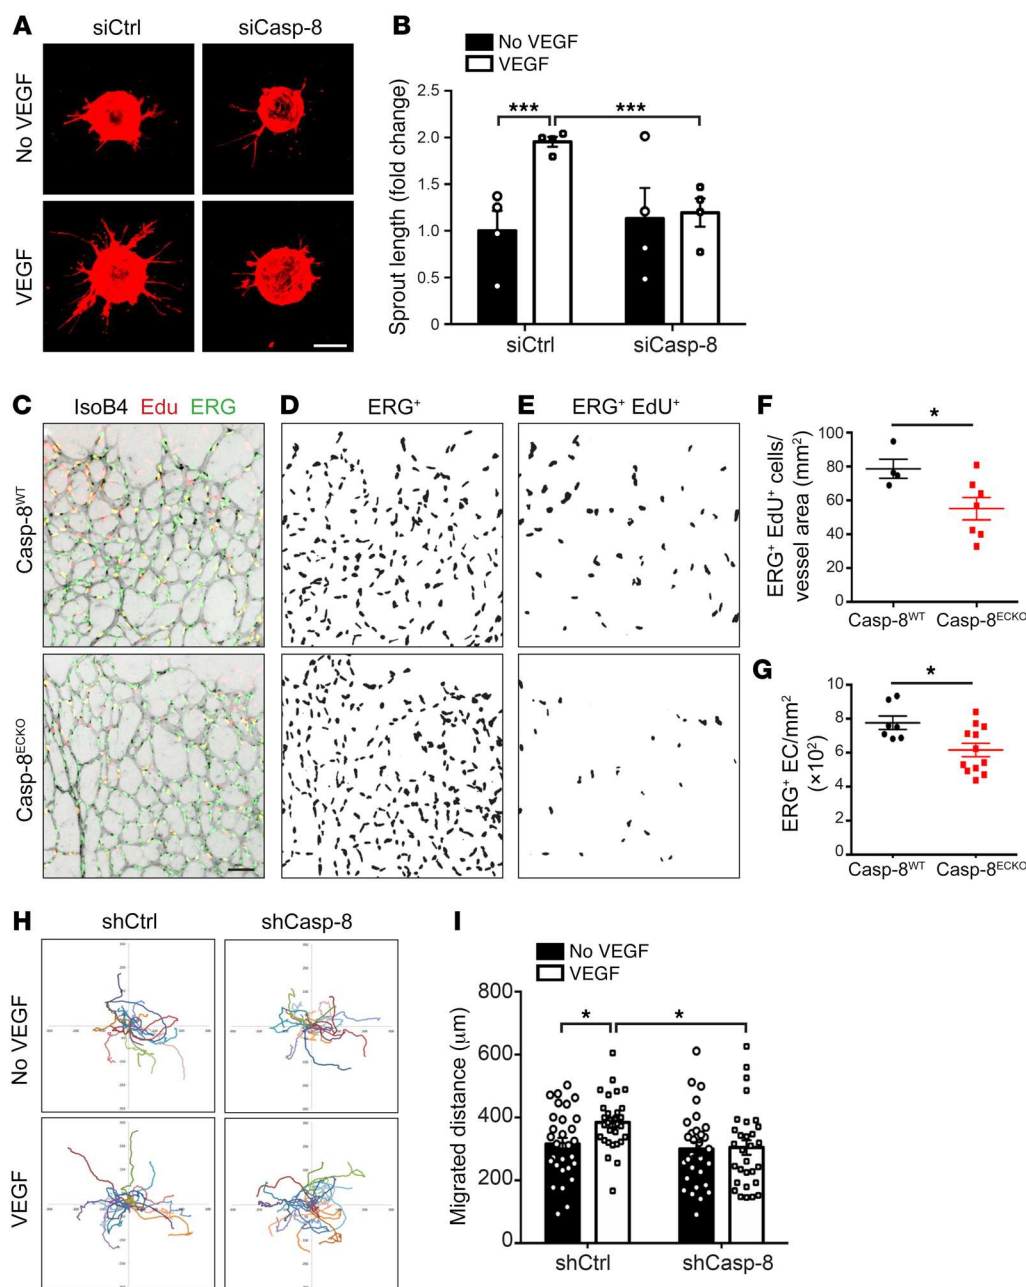 A
siCtrl
siCasp-8
No VEGF
VEGF
B
No VEGF
VEGF
Sprout length (fold change)
2.5
2.0
1.5
1.0
0.5
0
***
***
siCtrl
siCasp-8
C
IsoB4 Edu ERG
D
ERG⁺
E
ERG⁺ EdU⁺
Casp-8ᵂᵀ
Casp-8ᴱᶜᴷᴼ
F
ERG⁺ EdU⁺ cells/
vessel area (mm²)
100
80
60
40
20
0
*
Casp-8ᵂᵀ
Casp-8ᴱᶜᴷᴼ
G
ERG⁺ EC/mm²
(×10²)
10
8
6
4
2
0
*
Casp-8ᵂᵀ
Casp-8ᴱᶜᴷᴼ
H
shCtrl
shCasp-8
No VEGF
VEGF
I
No VEGF
VEGF
Migrated distance (μm)
800
600
400
200
0
*
*
shCtrl
shCasp-8